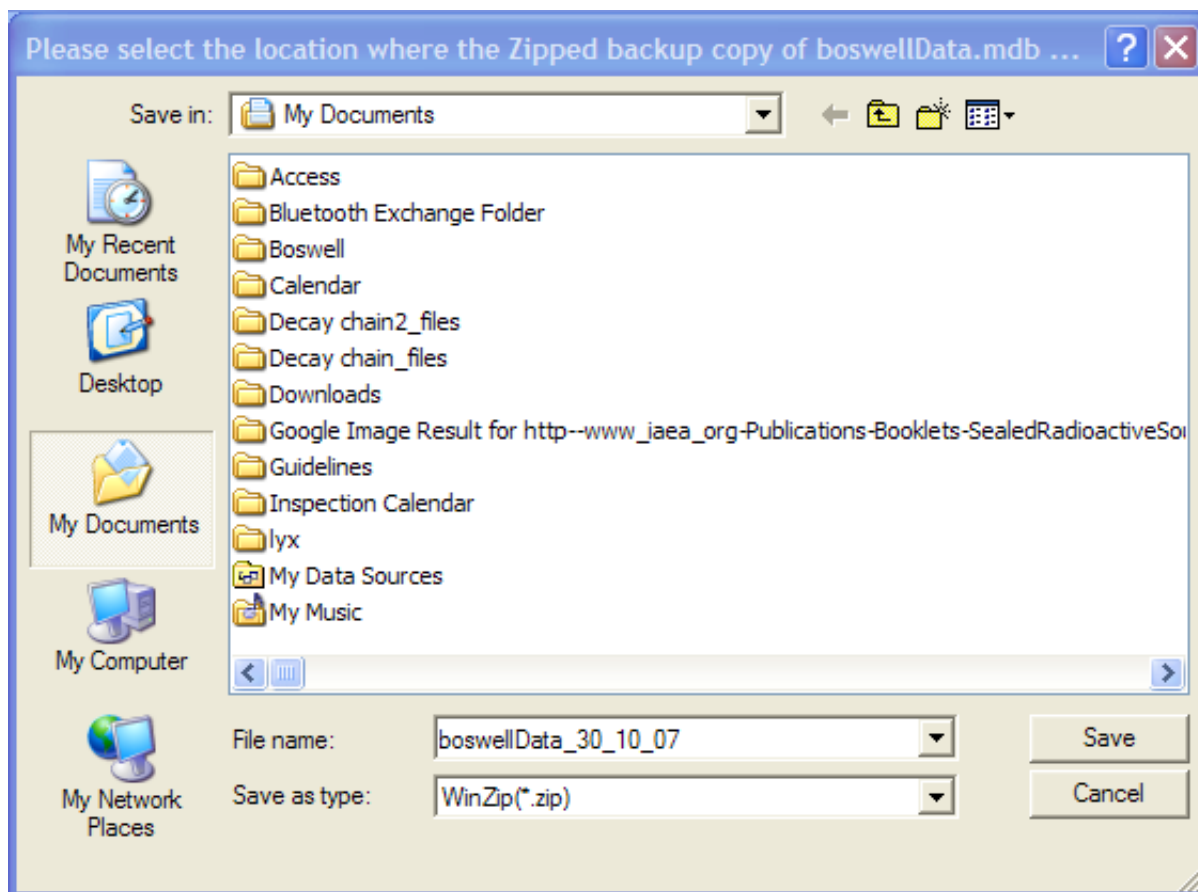 Please select the location where the Zipped backup copy of boswellData.mdb ...
Save in:
My Documents
My Recent
Documents
Desktop
My Documents
My Computer
My Network
Places
Access
Bluetooth Exchange Folder
Boswell
Calendar
Decay chain2_files
Decay chain_files
Downloads
Google Image Result for http--www_iaea_org-Publications-Booklets-SealedRadioactiveSou
Guidelines
Inspection Calendar
lyx
My Data Sources
My Music
File name:
boswellData_30_10_07
Save
Save as type:
WinZip(*.zip)
Cancel